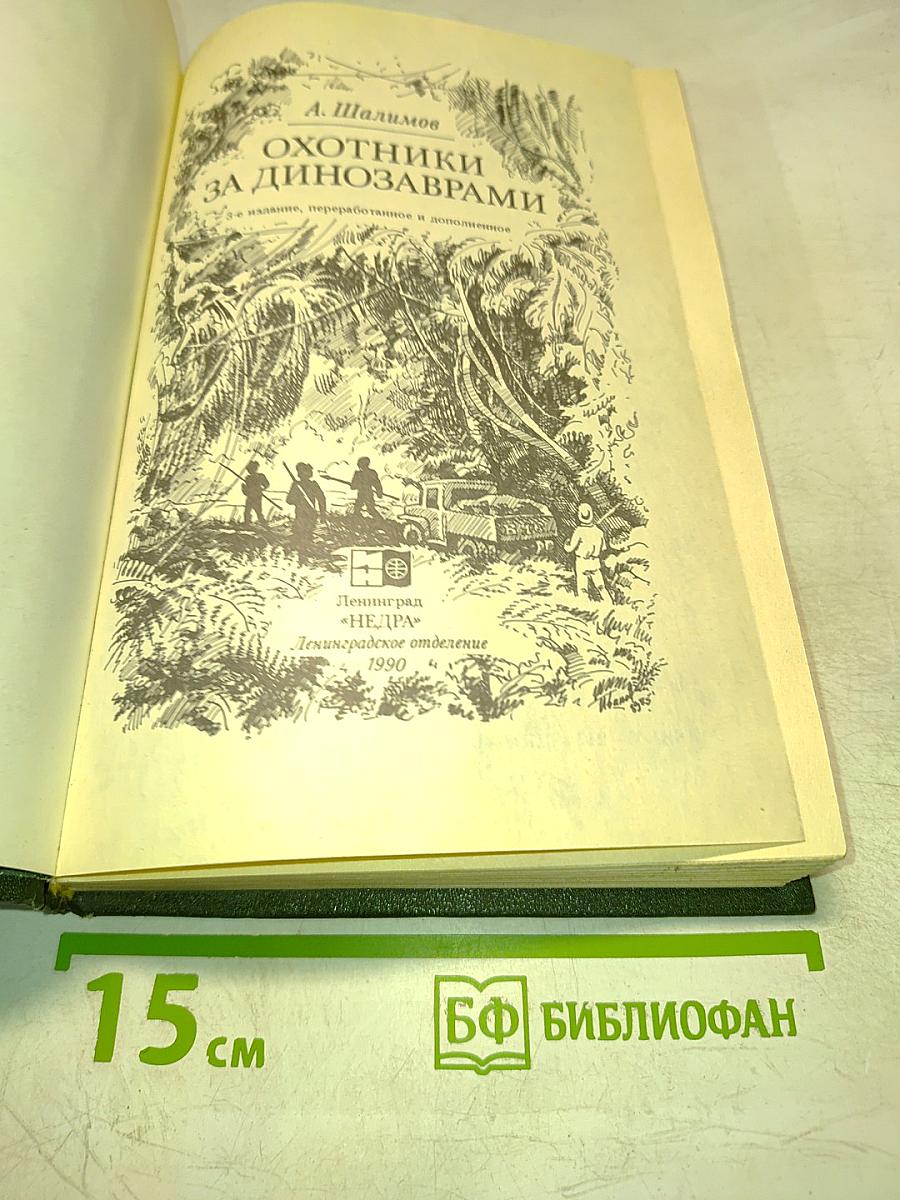 А. Шалимов
ОХОТНИКИ
ЗА ДИНОЗАВРАМИ
3-е издание, переработанное и дополненное
Ленинград
«НЕДРА»
Ленинградское отделение
1990
15 см
БФ БИБЛИОФАН